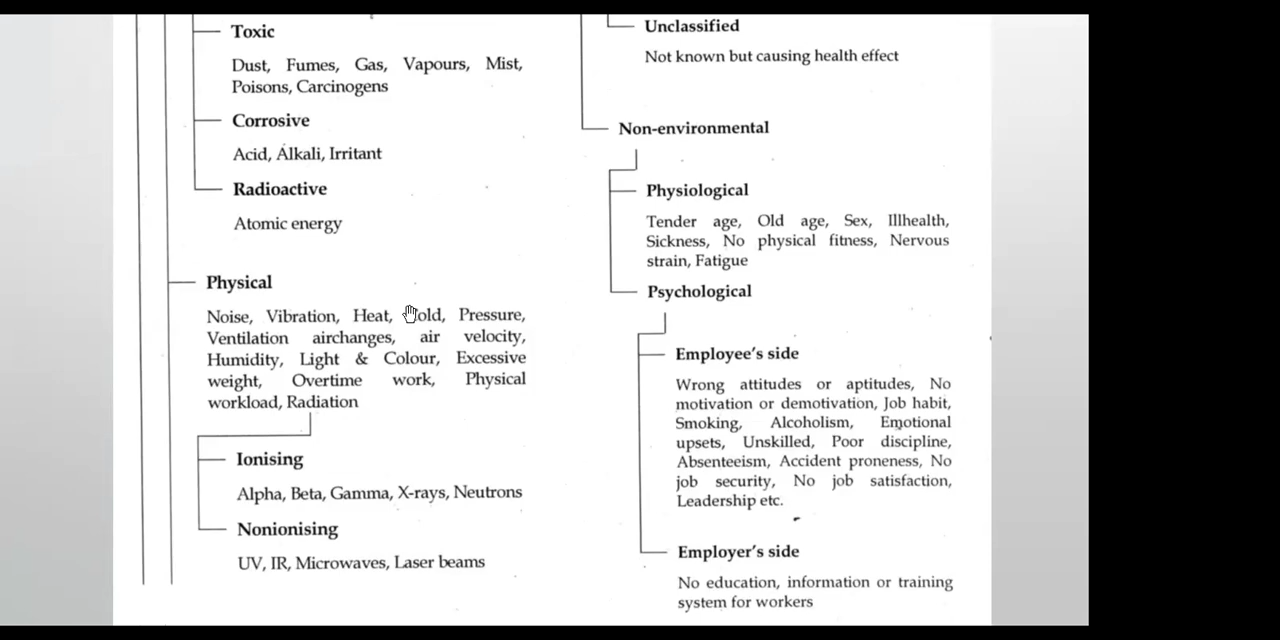 Toxic
Dust, Fumes, Gas, Vapours, Mist,
Poisons, Carcinogens
Corrosive
Acid, Alkali, Irritant
Radioactive
Atomic energy
Physical
Noise, Vibration, Heat, Cold, Pressure,
Ventilation airchanges, air velocity,
Humidity, Light & Colour, Excessive
weight, Overtime work, Physical
workload, Radiation
Ionising
Alpha, Beta, Gamma, X-rays, Neutrons
Nonionising
UV, IR, Microwaves, Laser beams
Unclassified
Not known but causing health effect
Non-environmental
Physiological
Tender age, Old age, Sex, Illhealth,
Sickness, No physical fitness, Nervous
strain, Fatigue
Psychological
Employee's side
Wrong attitudes or aptitudes, No
motivation or demotivation, Job habit,
Smoking, Alcoholism, Emotional
upsets, Unskilled, Poor discipline,
Absenteeism, Accident proneness, No
job security, No job satisfaction,
Leadership etc.
Employer's side
No education, information or training
system for workers